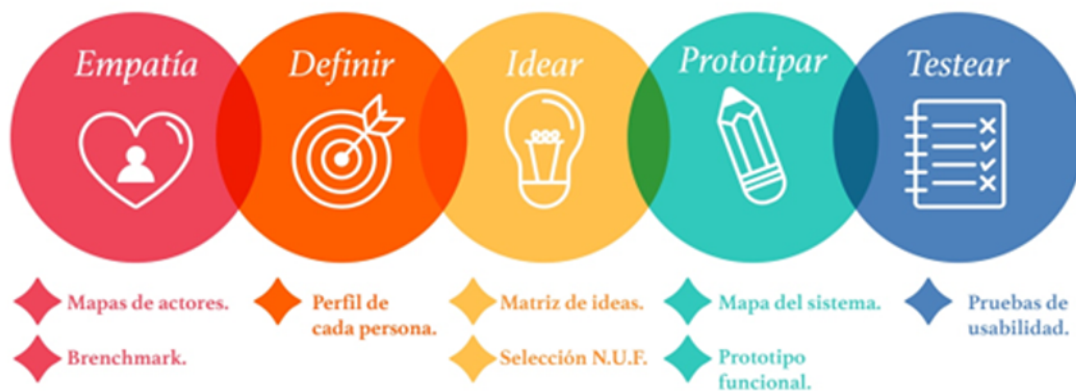 Empatía
Definir
Idear
Prototipar
Testear
Mapas de actores.
Brenchmark.
Perfil de
cada persona.
Matriz de ideas.
Selección N.U.F.
Mapa del sistema.
Prototipo
funcional.
Pruebas de
usabilidad.